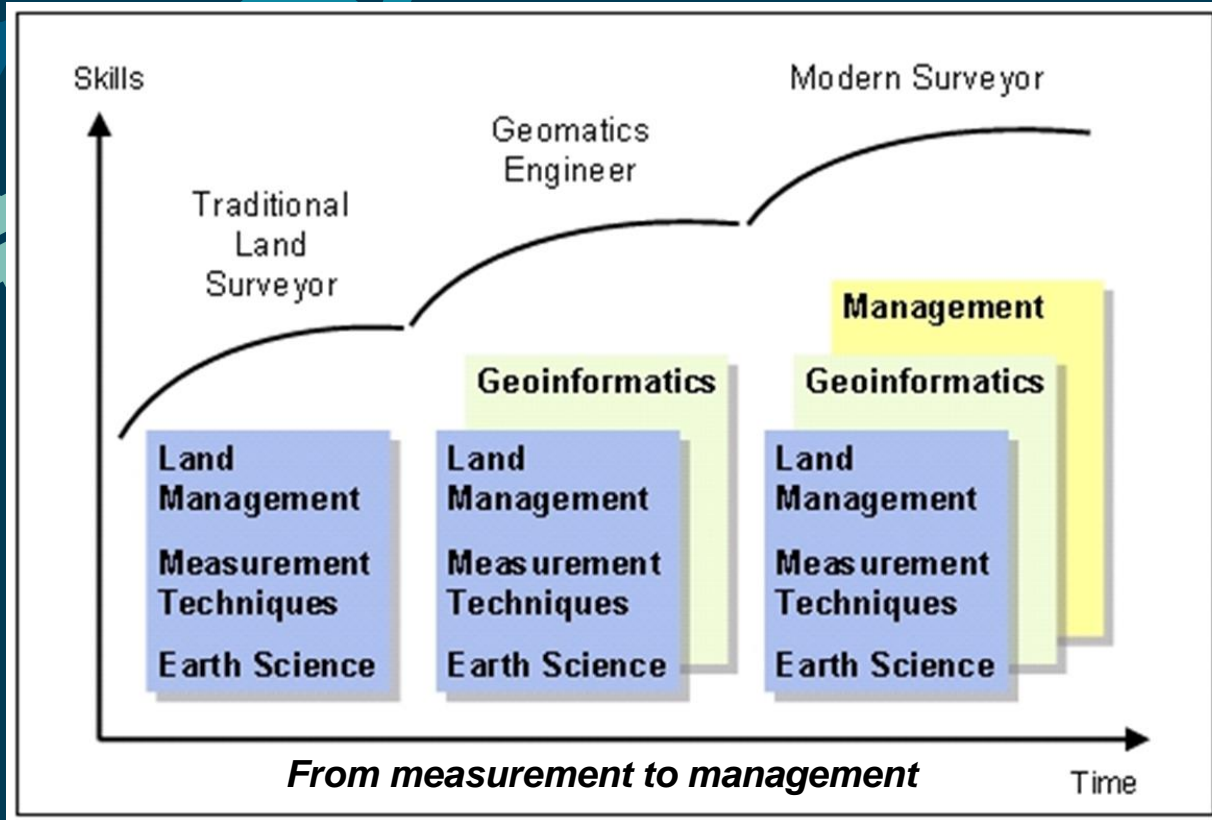 Skills
Modern Surveyor
Geomatics
Engineer
Traditional
Land
Surveyor
Management
Geoinformatics
Geoinformatics
Land
Management
Measurement
Techniques
Earth Science
Land
Management
Measurement
Techniques
Earth Science
Land
Management
Measurement
Techniques
Earth Science
From measurement to management
Time